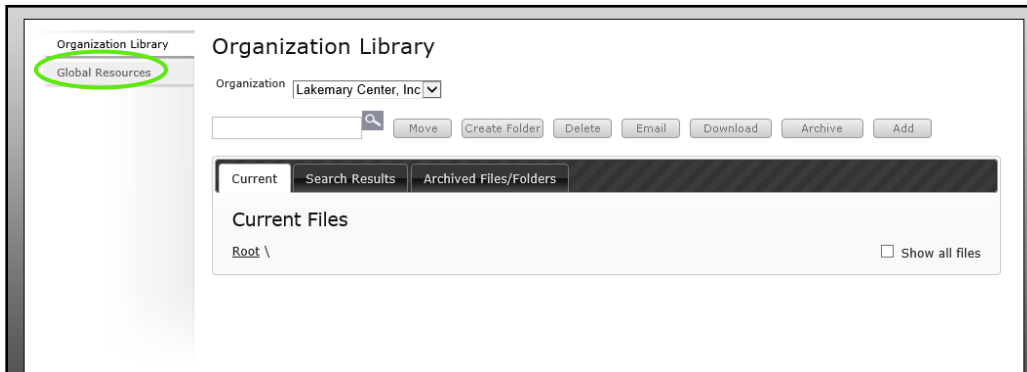 Organization Library
Global Resources
Organization Library
Organization Lakemary Center, Inc
Move Create Folder Delete Email Download Archive Add
Current Search Results Archived Files/Folders
Current Files
Root \ Show all files